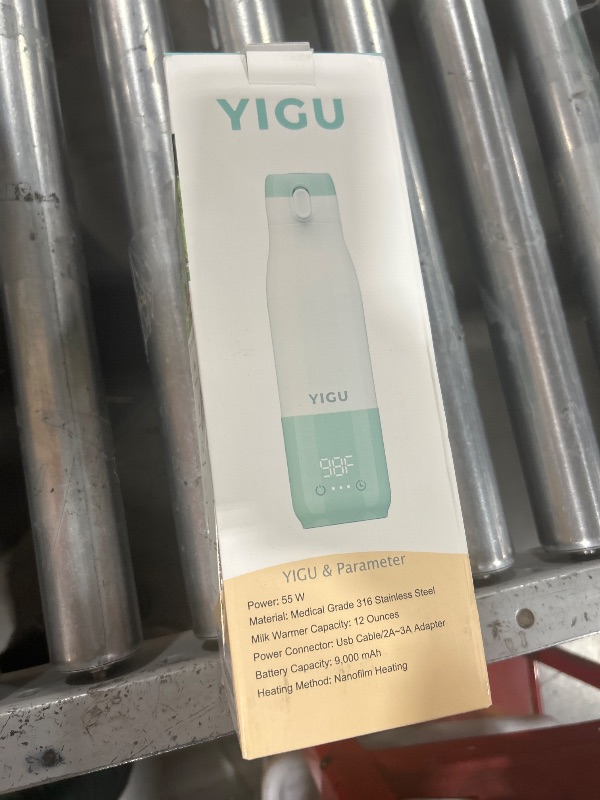 YIGU
YIGU
98F
YIGU & Parameter
Power: 55 W
Material: Medical Grade 316 Stainless Steel
Milk Warmer Capacity: 12 Ounces
Power Connector: Usb Cable/2A~3A Adapter
Battery Capacity: 9,000 mAh
Heating Method: Nanofilm Heating